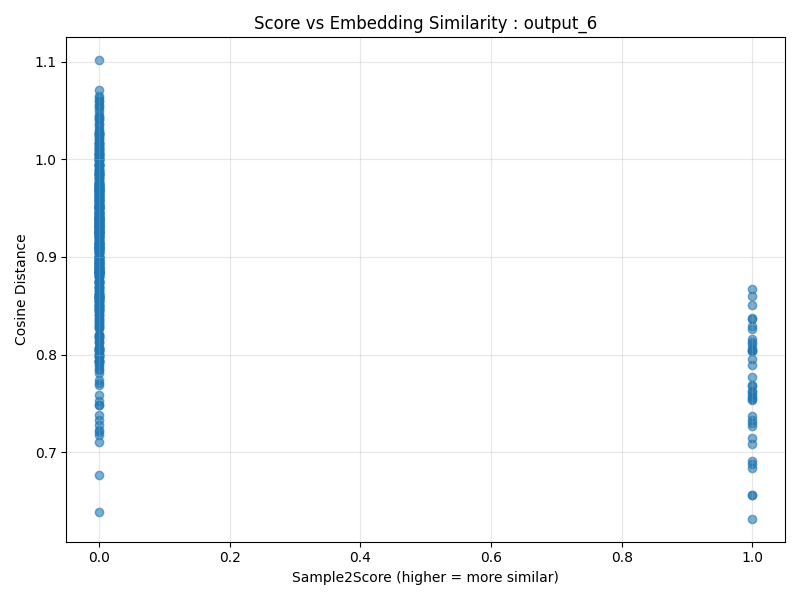 Score vs Embedding Similarity : output_6
1.1
1.0
0.9
0.8
0.7
Cosine Distance
0.0 0.2 0.4 0.6 0.8 1.0
Sample2Score (higher = more similar)